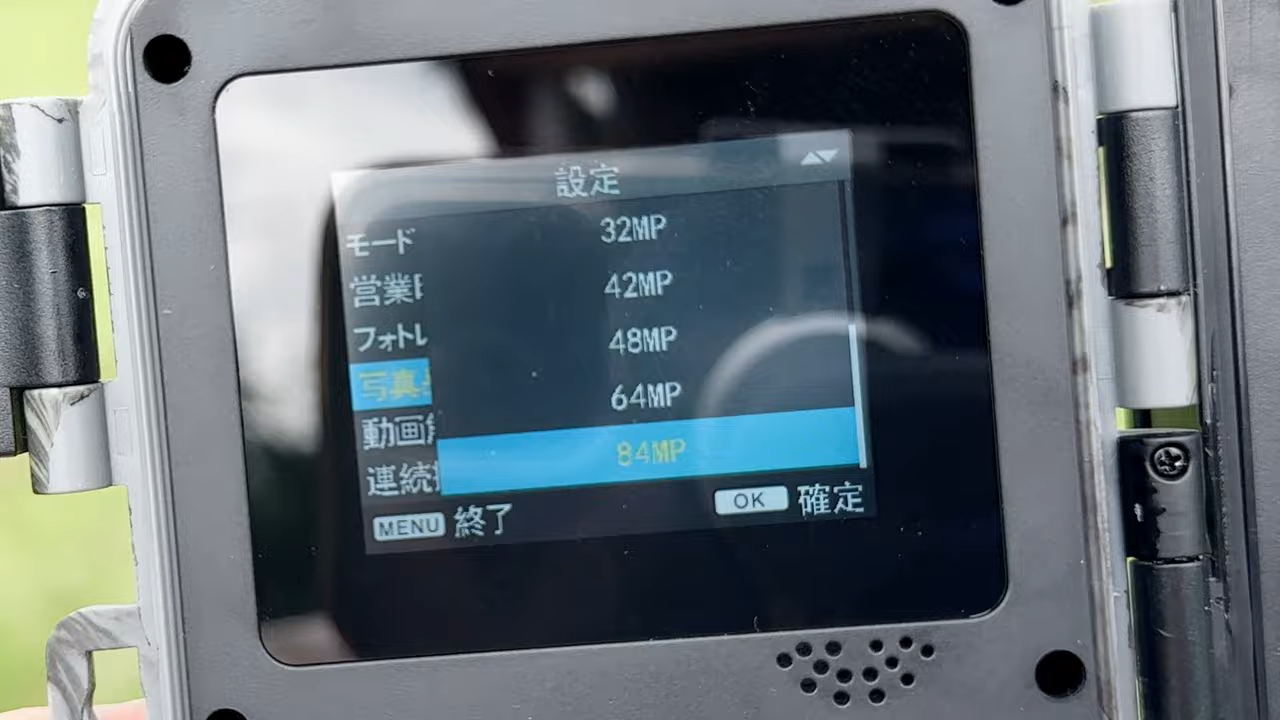 設定
モード
32MP
営業
42MP
フォトレ
48MP
写真
64MP
動画
84MP
連続
MENU 終了
OK 確定